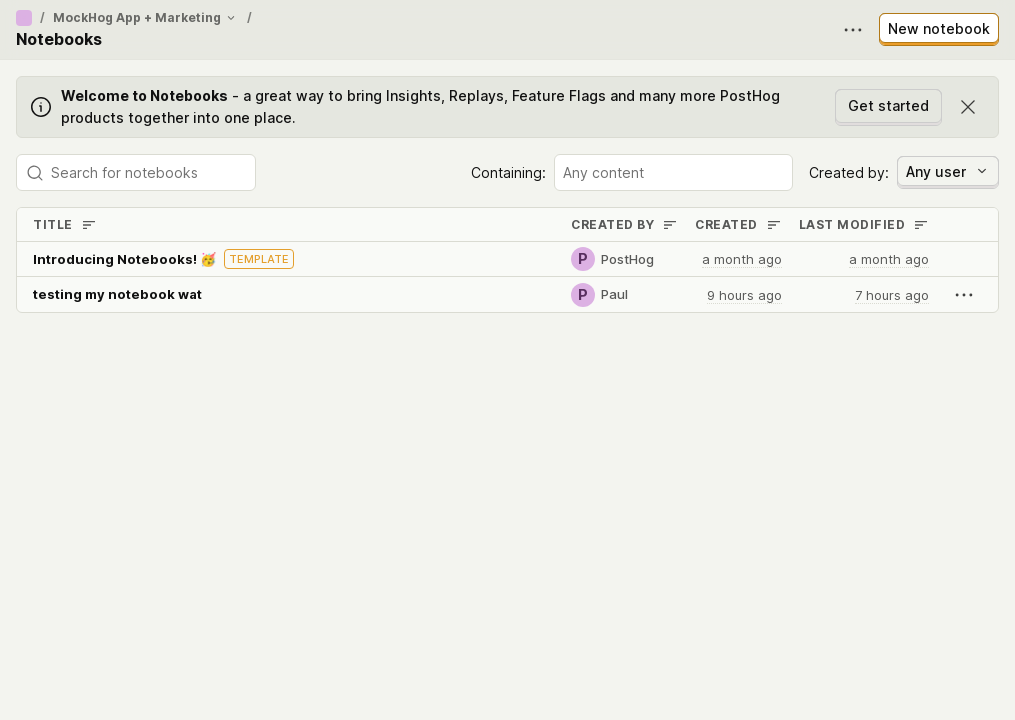 / MockHog App + Marketing /
Notebooks
New notebook
Welcome to Notebooks - a great way to bring Insights, Replays, Feature Flags and many more PostHog
products together into one place.
Get started
Search for notebooks
Containing: Any content
Created by: Any user
TITLE CREATED BY CREATED LAST MODIFIED
Introducing Notebooks! 🥳 TEMPLATE P PostHog a month ago a month ago
testing my notebook wat P Paul 9 hours ago 7 hours ago